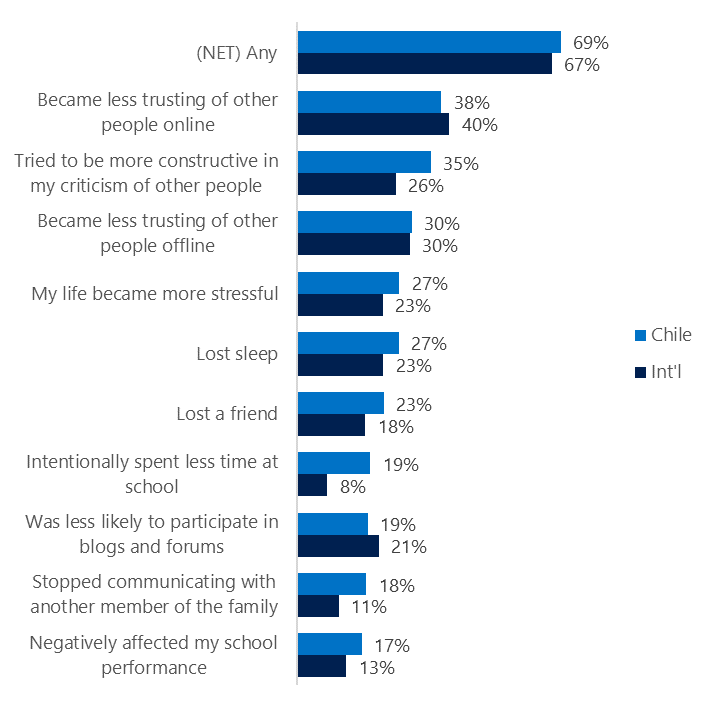 (NET) Any
69%
67%
Became less trusting of other
people online
38%
40%
Tried to be more constructive in
my criticism of other people
35%
26%
Became less trusting of other
people offline
30%
30%
My life became more stressful
27%
23%
Lost sleep
27%
23%
Lost a friend
23%
18%
Intentionally spent less time at
school
19%
8%
Was less likely to participate in
blogs and forums
19%
21%
Stopped communicating with
another member of the family
18%
11%
Negatively affected my school
performance
17%
13%
Chile
Int'l